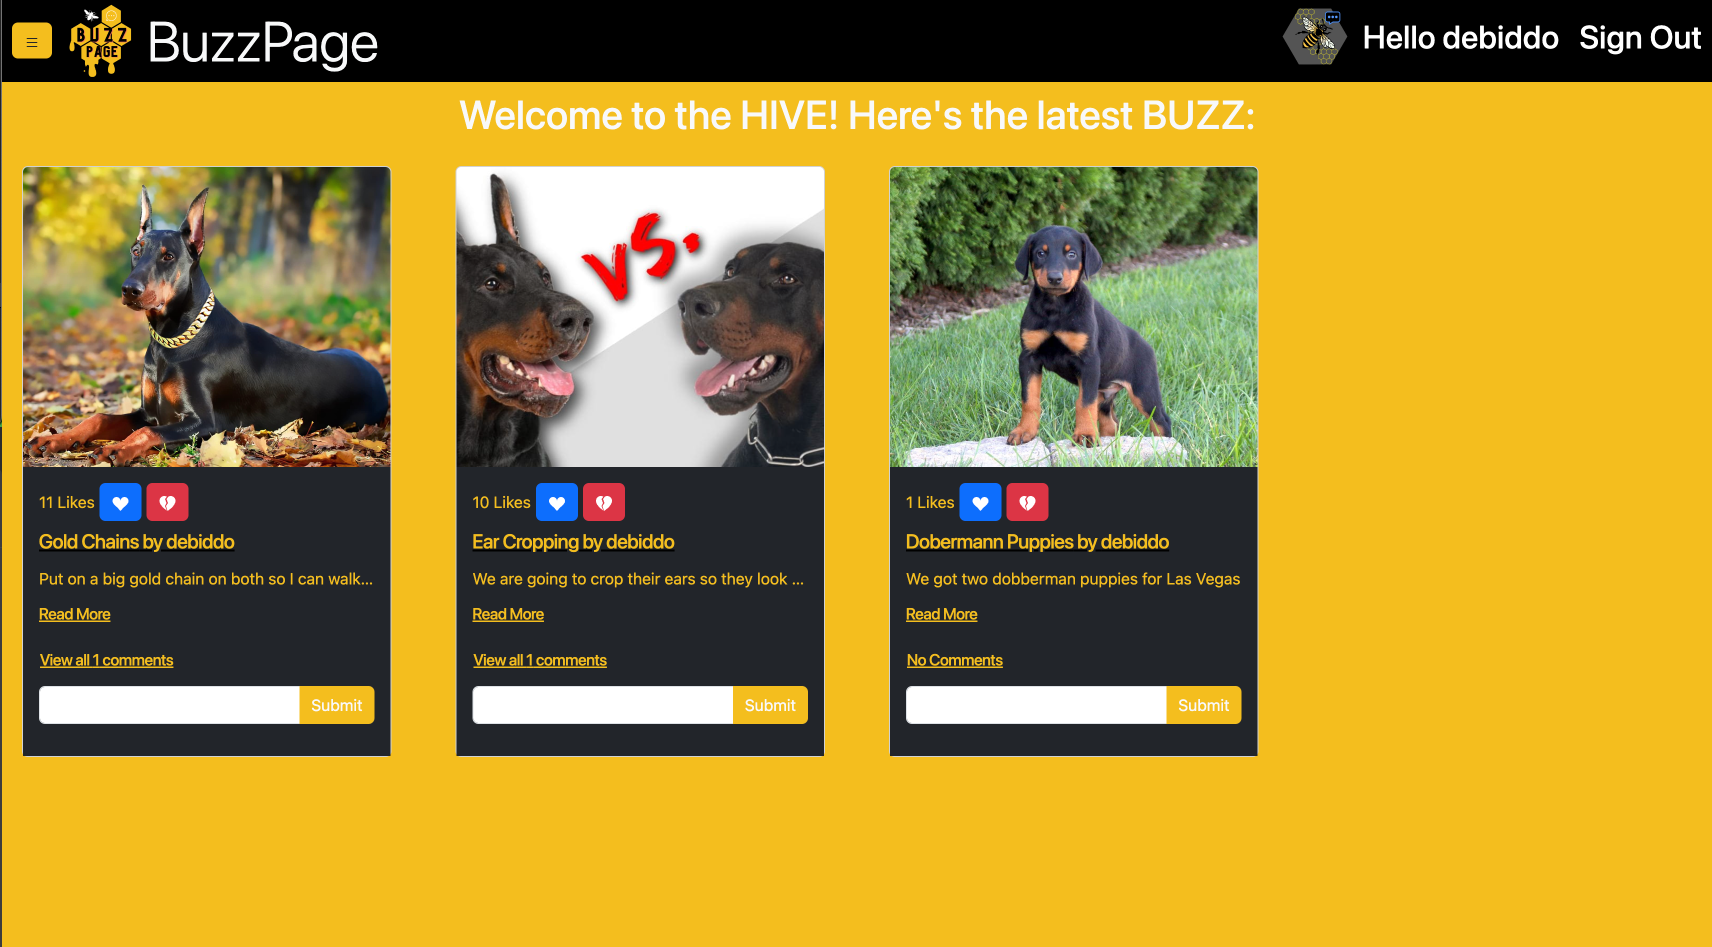 BUZZ
PAGE
BuzzPage
Hello debiddo
Sign Out
Welcome to the HIVE! Here's the latest BUZZ:
vs.
11 Likes
Gold Chains by debiddo
Put on a big gold chain on both so I can walk...
Read More
View all 1 comments
Submit
10 Likes
Ear Cropping by debiddo
We are going to crop their ears so they look ...
Read More
View all 1 comments
Submit
1 Likes
Dobermann Puppies by debiddo
We got two dobberman puppies for Las Vegas
Read More
No Comments
Submit